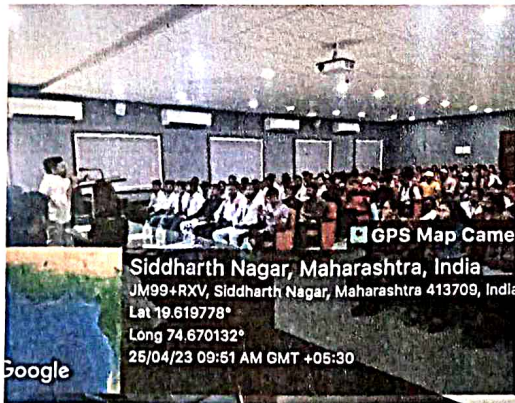 GPS Map Came
Siddharth Nagar, Maharashtra, India
JM99+RXV, Siddharth Nagar, Maharashtra 413709, India
Lat 19.619778°
Long 74.670132°
25/04/23 09:51 AM GMT +05:30
Google